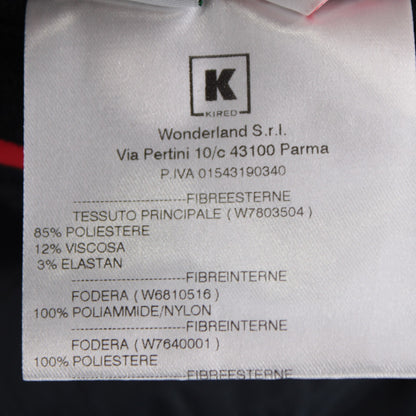 K
KIRED
Wonderland S.r.l.
Via Pertini 10/c 43100 Parma
P.IVA 01543190340
--------------------------FIBREESTERNE
TESSUTO PRINCIPALE ( W7803504 )
85% POLIESTERE
12% VISCOSA
3% ELASTAN
--------------------------FIBREINTERNE
FODERA ( W6810516 )
100% POLIAMMIDE/NYLON
--------------------------FIBREINTERNE
FODERA ( W7640001 )
100% POLIESTERE
--------------------------FIBREESTERNE